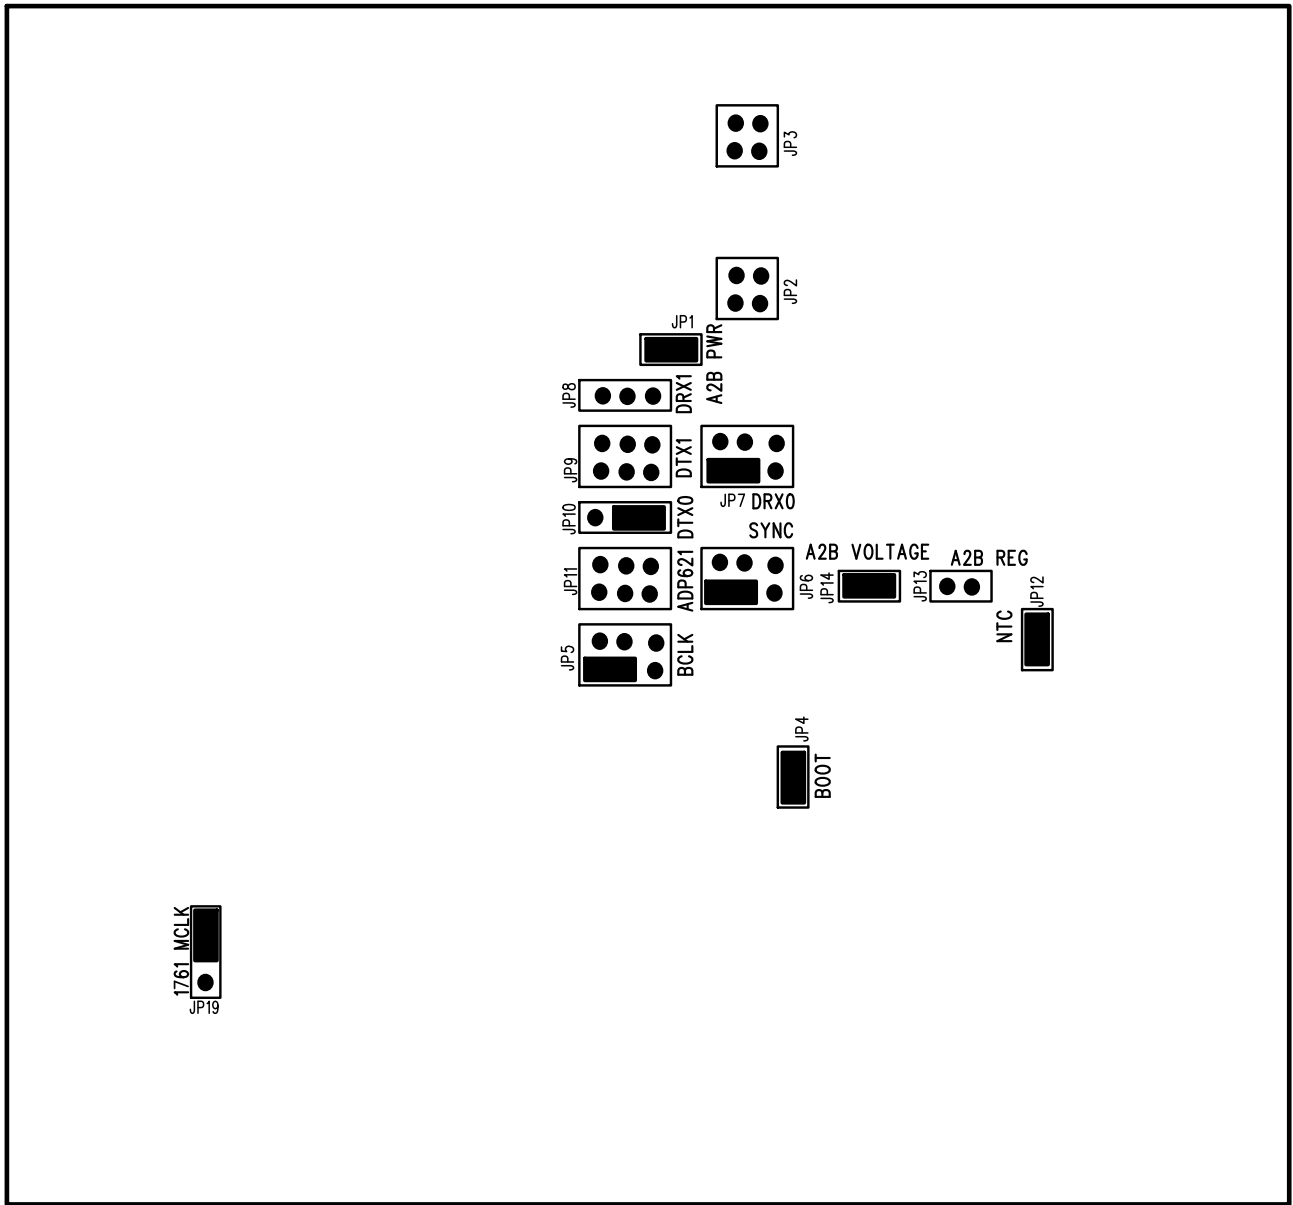 JP3
JP2
JP1
A2B PWR
JP8
DRX1
JP9
DTX1
JP7 DRX0
JP10
DTX0
SYNC
JP11
ADP621
JP6
A2B VOLTAGE
JP14
A2B REG
JP13
JP12
NTC
JP5
BCLK
JP4
BOOT
1761 MCLK
JP19